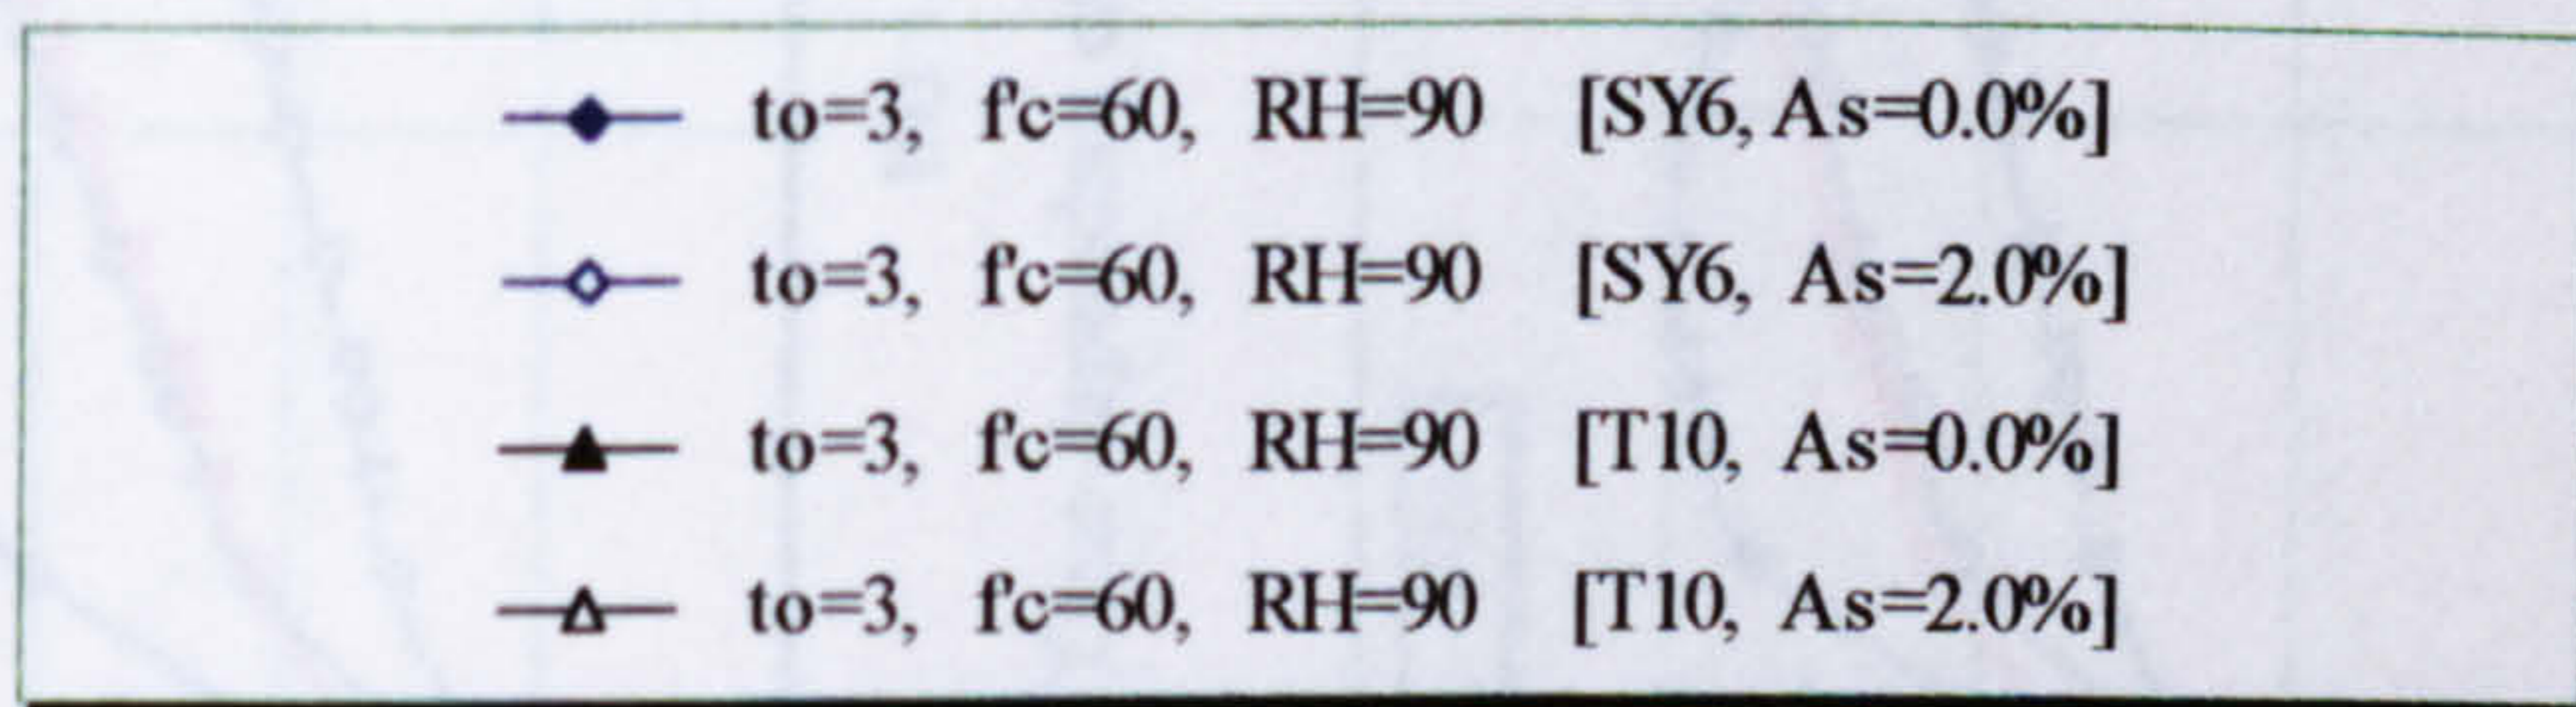 to=3, f'c=60, RH=90 [SY6, As=0.0%]
to=3, f'c=60, RH=90 [SY6, As=2.0%]
to=3, f'c=60, RH=90 [T10, As=0.0%]
to=3, f'c=60, RH=90 [T10, As=2.0%]